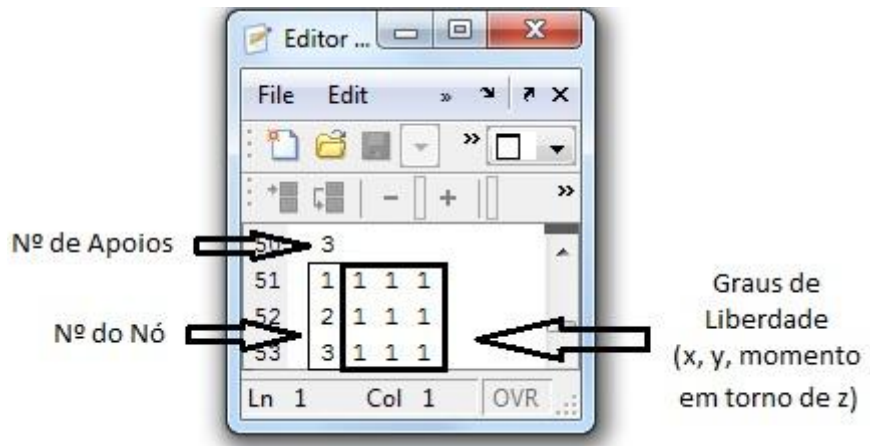 Editor ...
File Edit » 
»
− + »
Nº de Apoios
50 3
51 1 1 1 1
52 2 1 1 1
53 3 1 1 1
Nº do Nó
Graus de
Liberdade
(x, y, momento
em torno de z)
Ln 1 Col 1 OVR